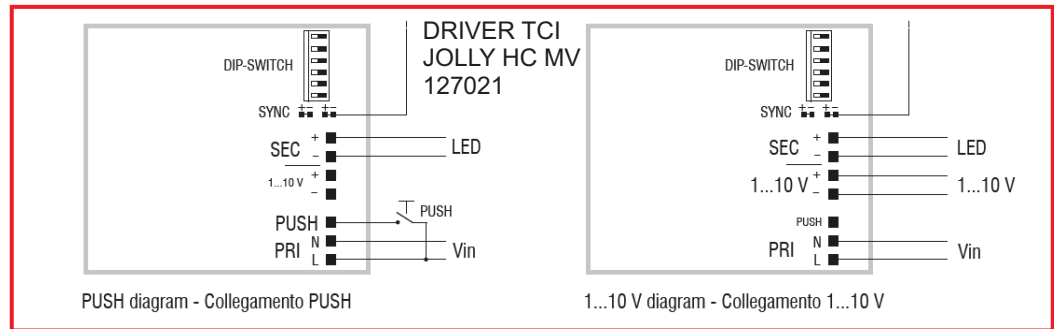 DRIVER TCI
JOLLY HC MV
127021
DIP-SWITCH
SYNC + - + -
SEC + -
LED
1...10 V + -
PUSH
PUSH
PRI N L
Vin
PUSH diagram - Collegamento PUSH
DIP-SWITCH
SYNC + - + -
SEC + -
LED
1...10 V + -
1...10 V
PUSH
PRI N L
Vin
1...10 V diagram - Collegamento 1...10 V